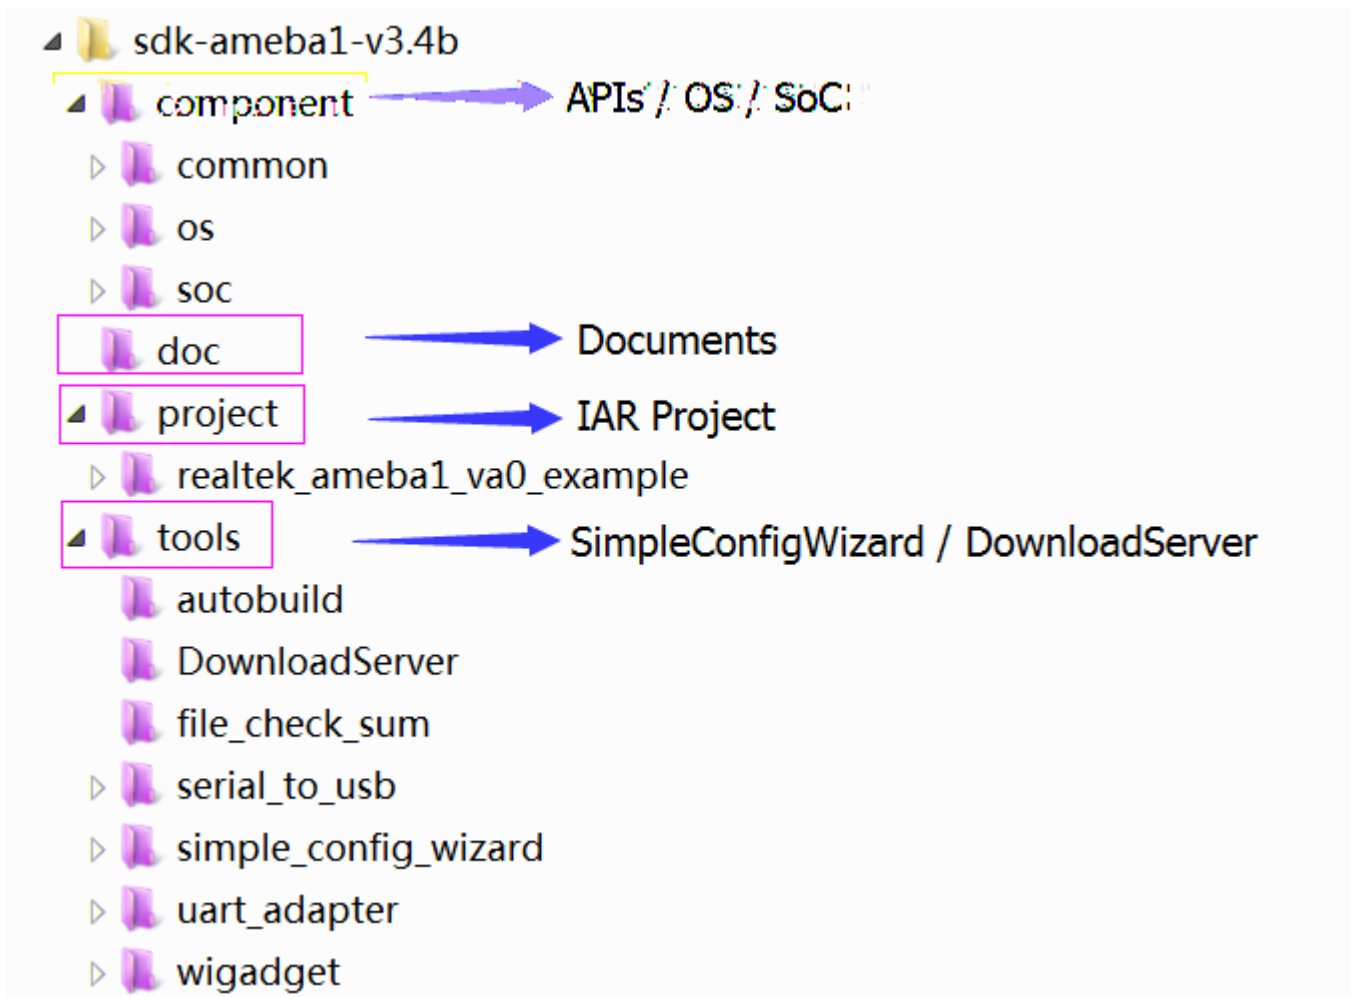 sdk-ameba1-v3.4b
component APIs / OS / SoC
common
os
soc
doc Documents
project IAR Project
realtek_ameba1_va0_example
tools SimpleConfigWizard / DownloadServer
autobuild
DownloadServer
file_check_sum
serial_to_usb
simple_config_wizard
uart_adapter
wigadget